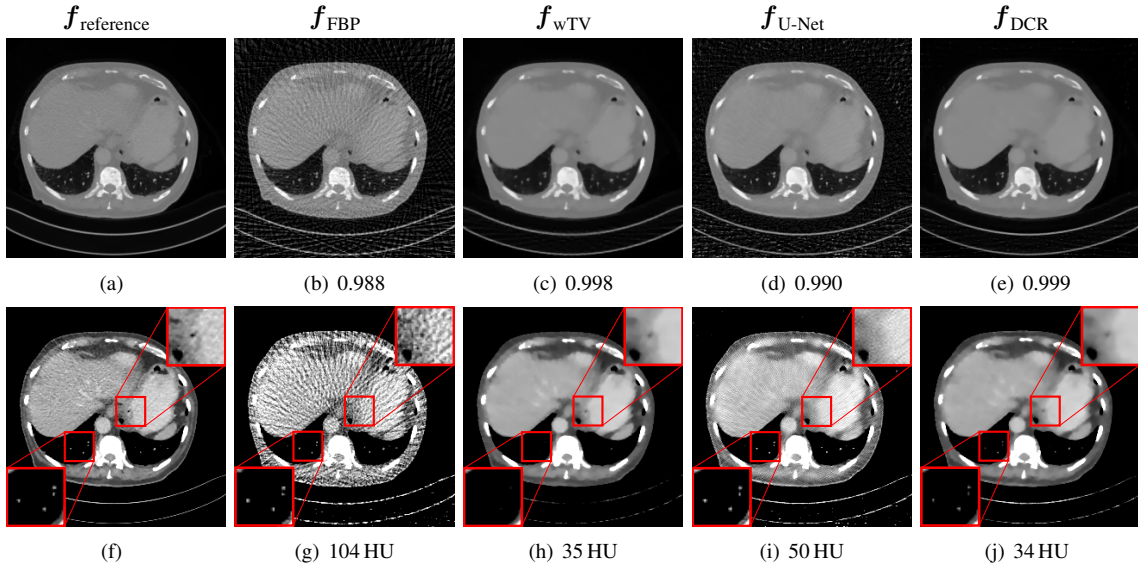 f_reference f_FBP f_wTV f_U-Net f_DCR
(a) (b) 0.988 (c) 0.998 (d) 0.990 (e) 0.999
(f) (g) 104 HU (h) 35 HU (i) 50 HU (j) 34 HU